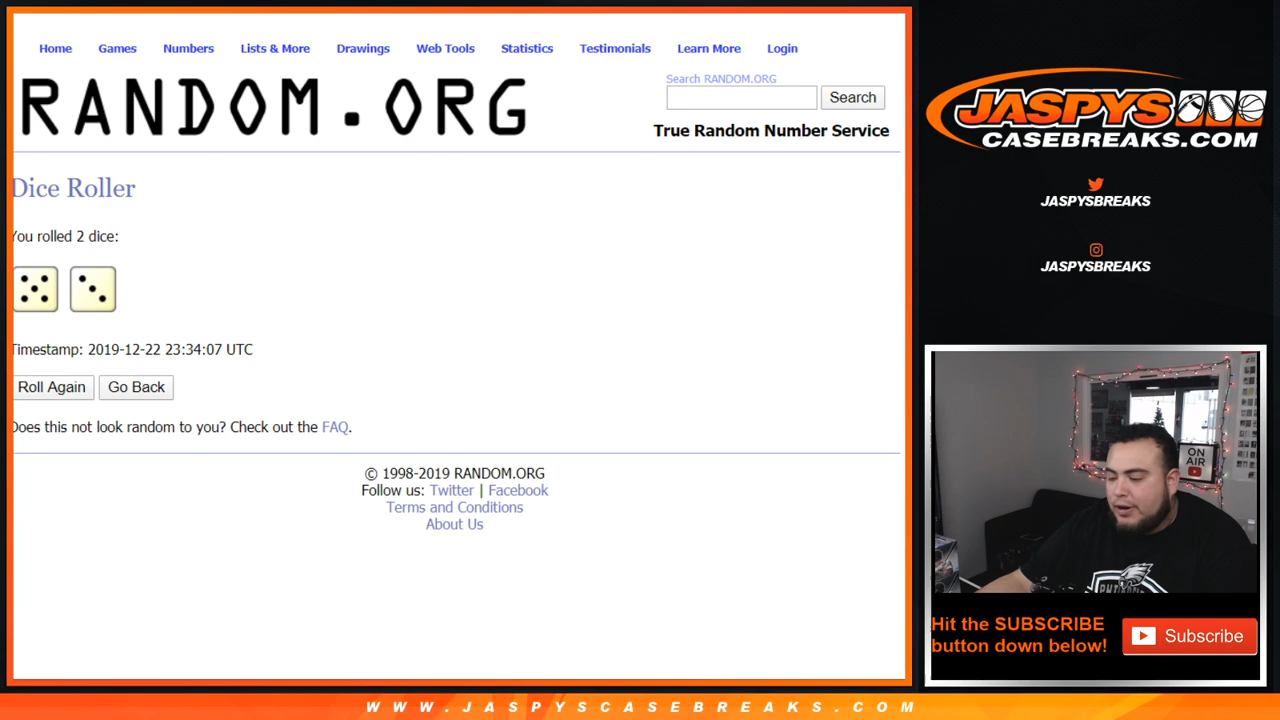 Home Games Numbers Lists & More Drawings Web Tools Statistics Testimonials Learn More Login
Search RANDOM.ORG
RANDOM.ORG
Search
True Random Number Service
Dice Roller
You rolled 2 dice:
Timestamp: 2019-12-22 23:34:07 UTC
Roll Again Go Back
Does this not look random to you? Check out the FAQ.
© 1998-2019 RANDOM.ORG
Follow us: Twitter | Facebook
Terms and Conditions
About Us
JASPYS
CASEBREAKS.COM
JASPYSBREAKS
JASPYSBREAKS
ON
AIR
Hit the SUBSCRIBE
button down below!
Subscribe
WWW.JASPYSCASEBREAKS.COM